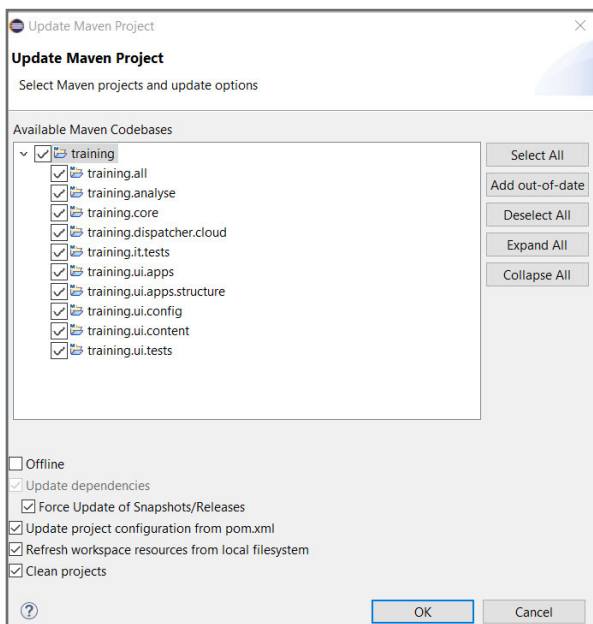 Update Maven Project
Update Maven Project
Select Maven projects and update options
Available Maven Codebases
training
training.all
training.analyse
training.core
training.dispatcher.cloud
training.it.tests
training.ui.apps
training.ui.apps.structure
training.ui.config
training.ui.content
training.ui.tests
Select All
Add out-of-date
Deselect All
Expand All
Collapse All
Offline
Update dependencies
Force Update of Snapshots/Releases
Update project configuration from pom.xml
Refresh workspace resources from local filesystem
Clean projects
?
OK
Cancel